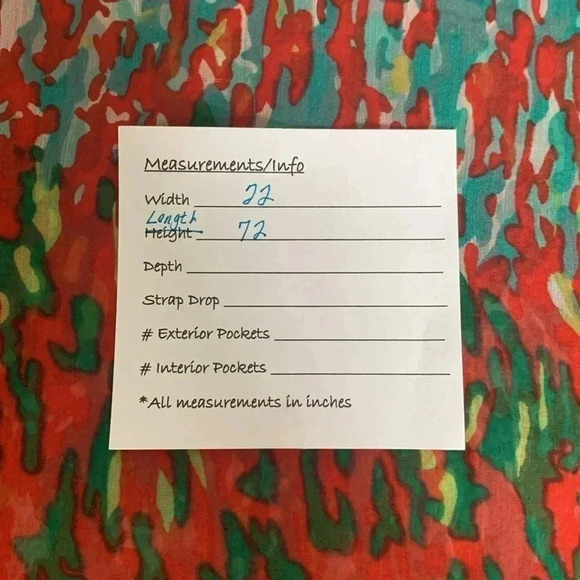 Measurements/Info
Width 22
Length
Height 72
Depth
Strap Drop
# Exterior Pockets
# Interior Pockets
*All measurements in inches